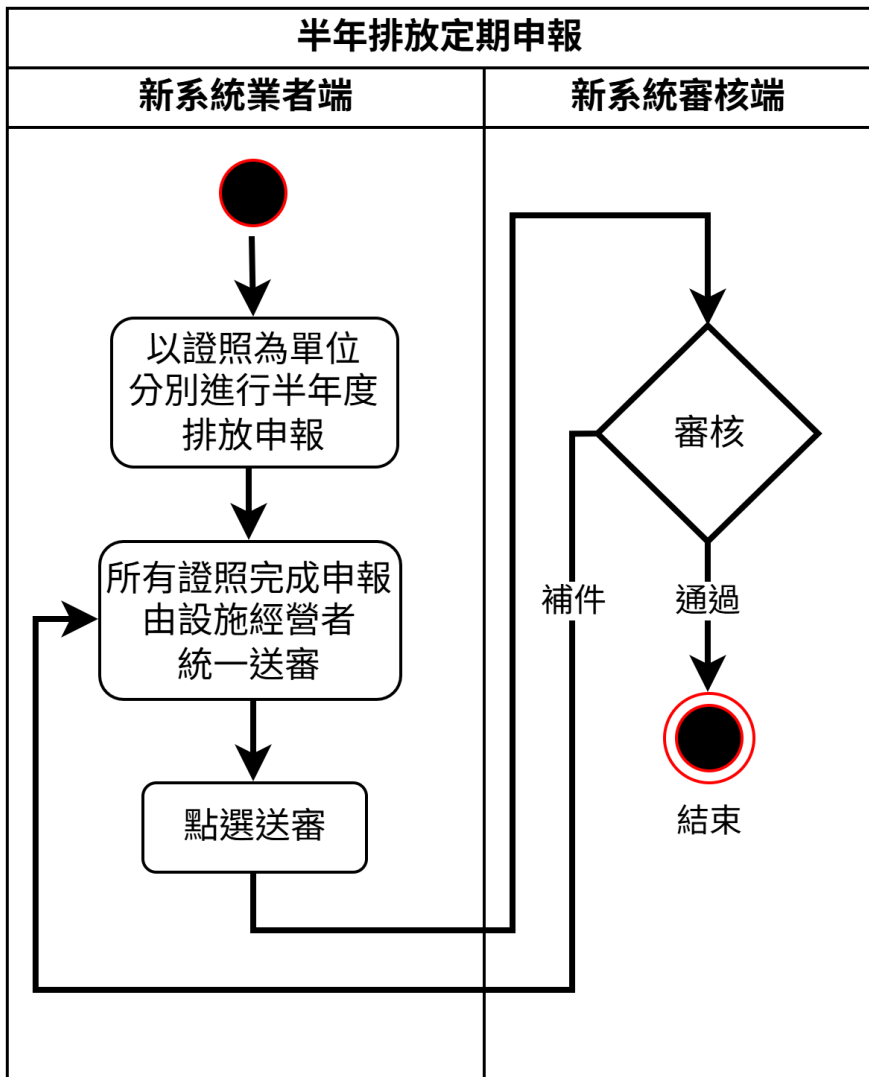 半年排放定期申報
新系統業者端
新系統審核端
以證照為單位
分別進行半年度
排放申報
所有證照完成申報
由設施經營者
統一送審
點選送審
審核
補件
通過
結束